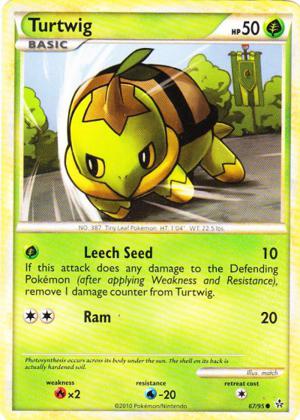 Turtwig
HP 50
BASIC
NO. 387 Tiny Leaf Pokémon HT: 1'04" WT: 22.5 lbs.
Leech Seed 10
If this attack does any damage to the Defending
Pokémon (after applying Weakness and Resistance),
remove 1 damage counter from Turtwig.
Ram 20
Photosynthesis occurs across its body under the sun. The shell on its back is
actually hardened soil.
Illus. match
weakness resistance retreat cost
×2 -20
©2010 Pokémon/Nintendo 67/95